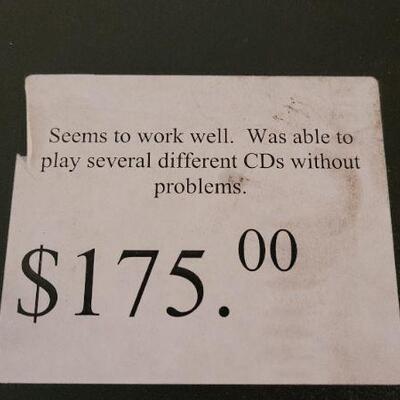 Seems to work well. Was able to
play several different CDs without
problems.
$175.00